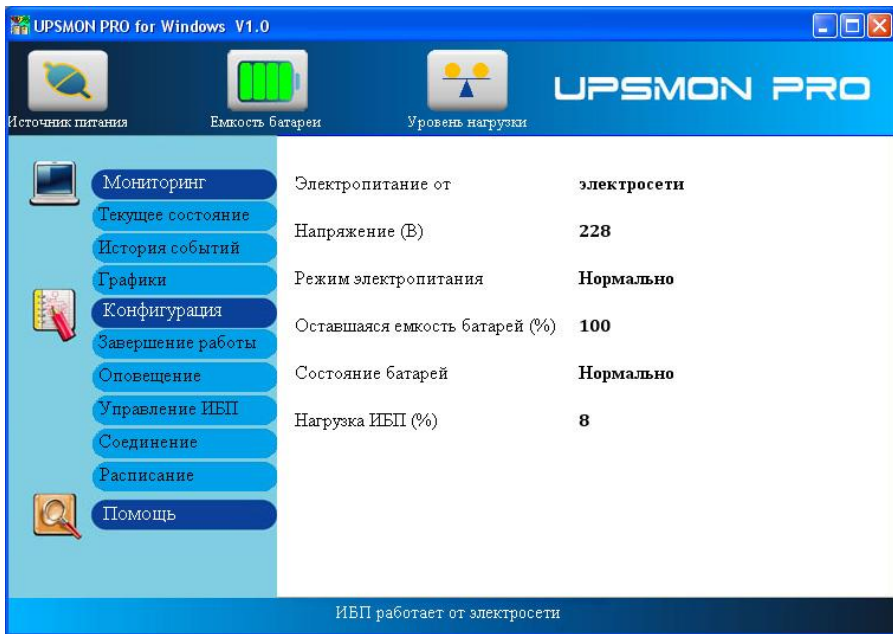 UPSMON PRO for Windows V1.0
UPSMON PRO
Источник питания Емкость батареи Уровень нагрузки
Мониторинг
Текущее состояние
История событий
Графики
Конфигурация
Завершение работы
Оповещение
Управление ИБП
Соединение
Расписание
Помощь
Электропитание от электросети
Напряжение (В) 228
Режим электропитания Нормально
Оставшаяся емкость батарей (%) 100
Состояние батарей Нормально
Нагрузка ИБП (%) 8
ИБП работает от электросети